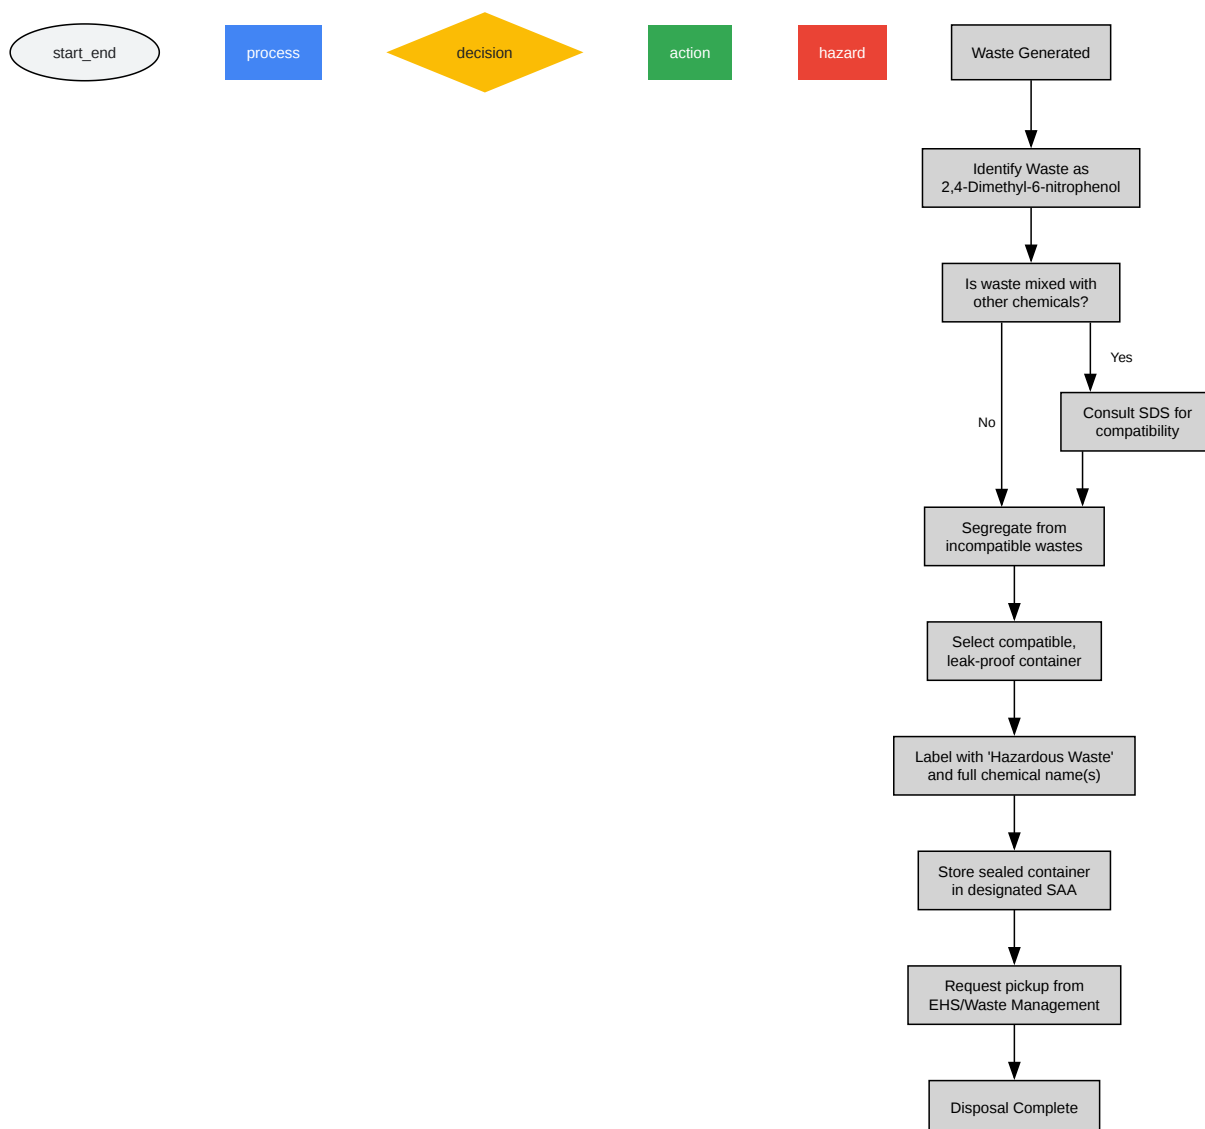 start_end
process
decision
action
hazard
Waste Generated
Identify Waste as
2,4-Dimethyl-6-nitrophenol
Is waste mixed with
other chemicals?
Yes
No
Consult SDS for
compatibility
Segregate from
incompatible wastes
Select compatible,
leak-proof container
Label with 'Hazardous Waste'
and full chemical name(s)
Store sealed container
in designated SAA
Request pickup from
EHS/Waste Management
Disposal Complete